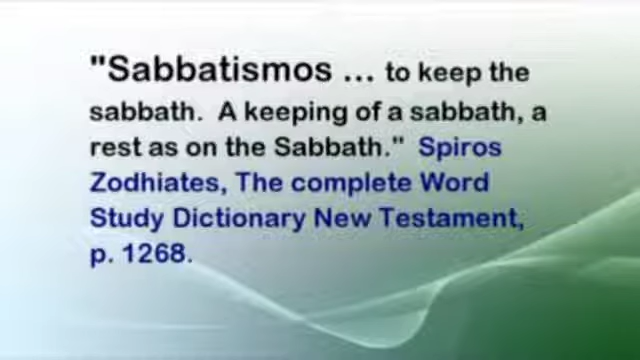 "Sabbatismos ... to keep the
sabbath.  A keeping of a sabbath, a
rest as on the Sabbath."  Spiros
Zodhiates, The complete Word
Study Dictionary New Testament,
p. 1268.